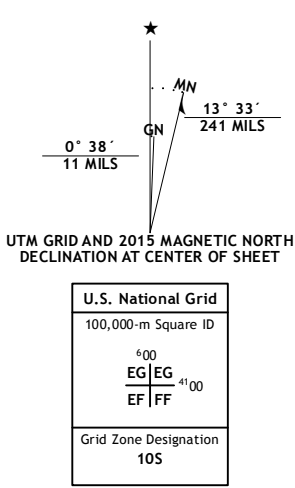 ★
MN
GN
13° 33´
241 MILS
0° 38´
11 MILS
UTM GRID AND 2015 MAGNETIC NORTH
DECLINATION AT CENTER OF SHEET
U.S. National Grid
100,000-m Square ID
⁶00
EG EG
⁴¹00
EF FF
Grid Zone Designation
10S